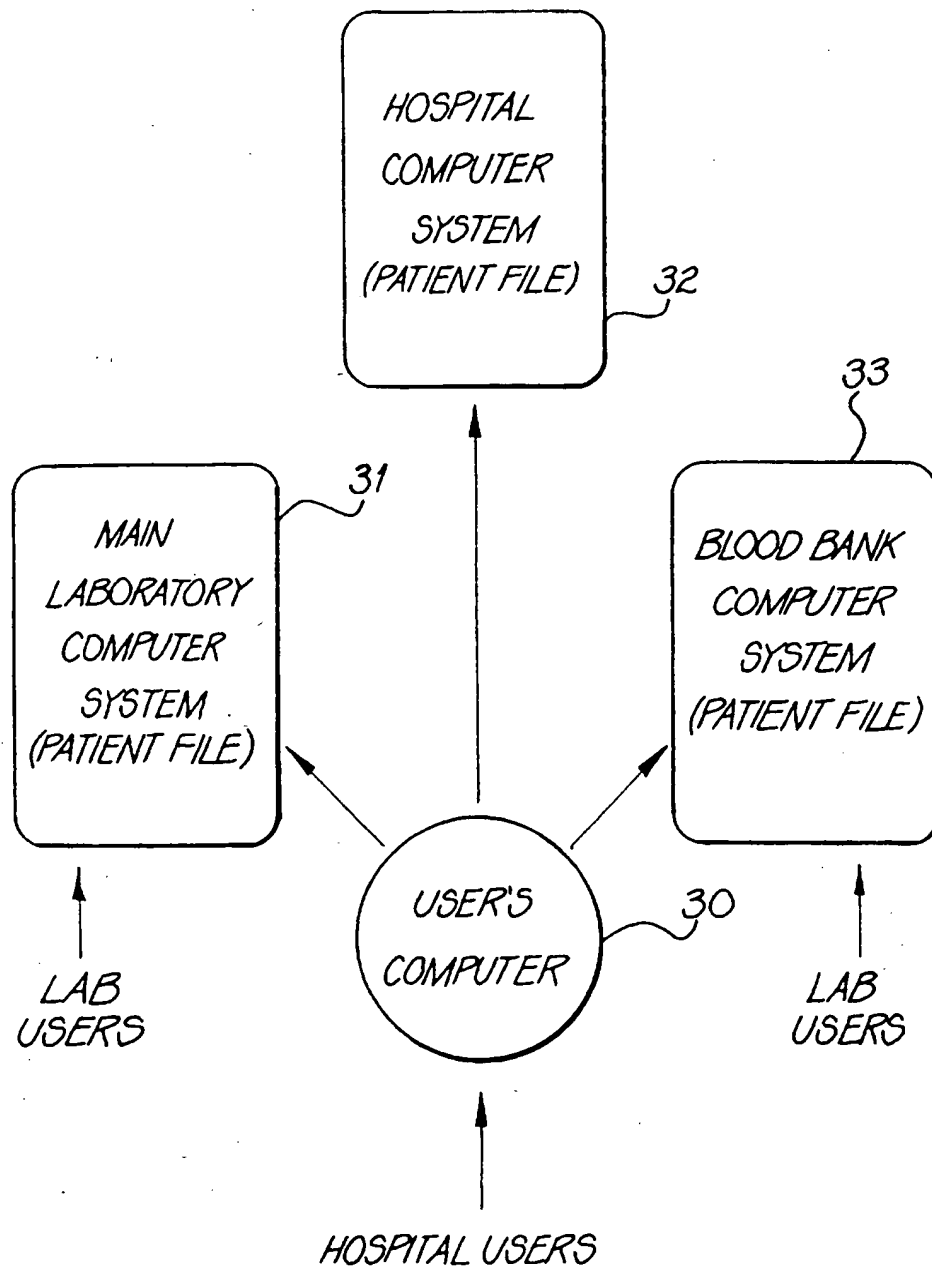 HOSPITAL
COMPUTER
SYSTEM
(PATIENT FILE)
32
33
31
MAIN
LABORATORY
COMPUTER
SYSTEM
(PATIENT FILE)
BLOOD BANK
COMPUTER
SYSTEM
(PATIENT FILE)
USER'S
COMPUTER
30
LAB
USERS
LAB
USERS
HOSPITAL USERS